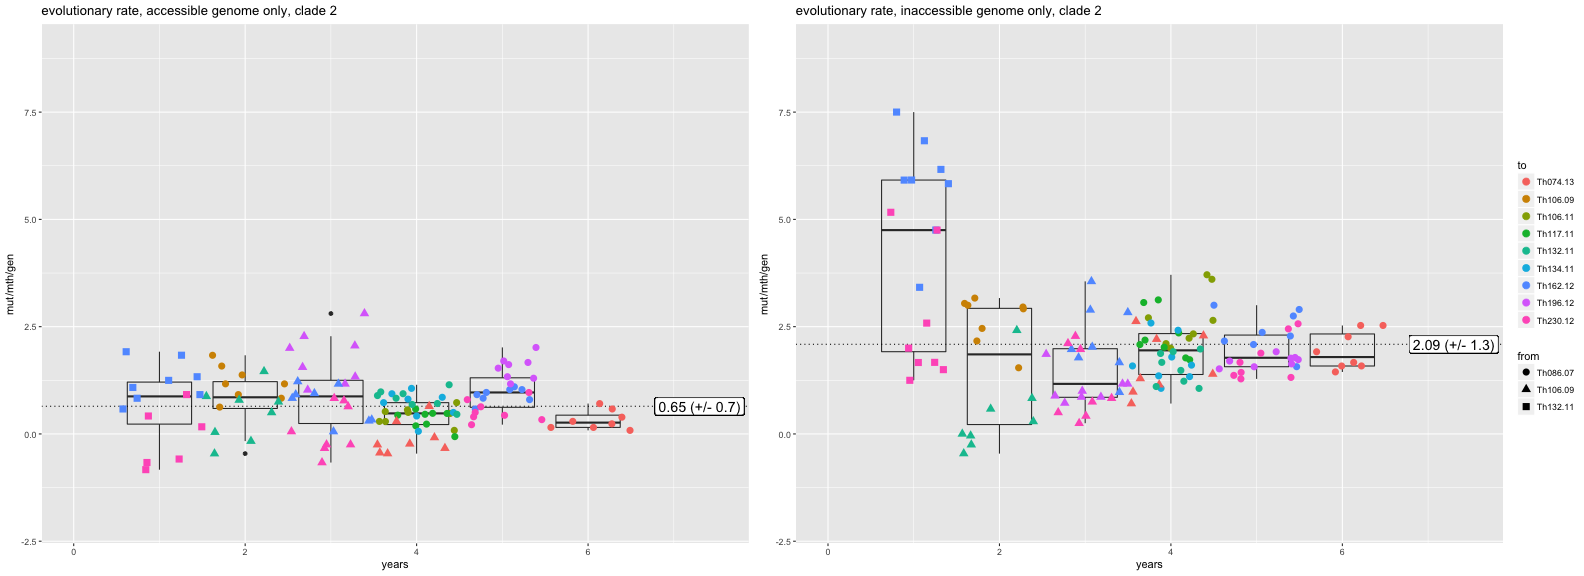 evolutionary rate, accessible genome only, clade 2
mut/mth/gen
7.5
5.0
2.5
0.0
-2.5
0.65 (+/- 0.7)
0
2
4
6
years
evolutionary rate, inaccessible genome only, clade 2
mut/mth/gen
7.5
5.0
2.5
0.0
-2.5
2.09 (+/- 1.3)
0
2
4
6
years
to
Th074.13
Th106.09
Th106.11
Th117.11
Th132.11
Th134.11
Th162.12
Th196.12
Th230.12
from
Th086.07
Th106.09
Th132.11